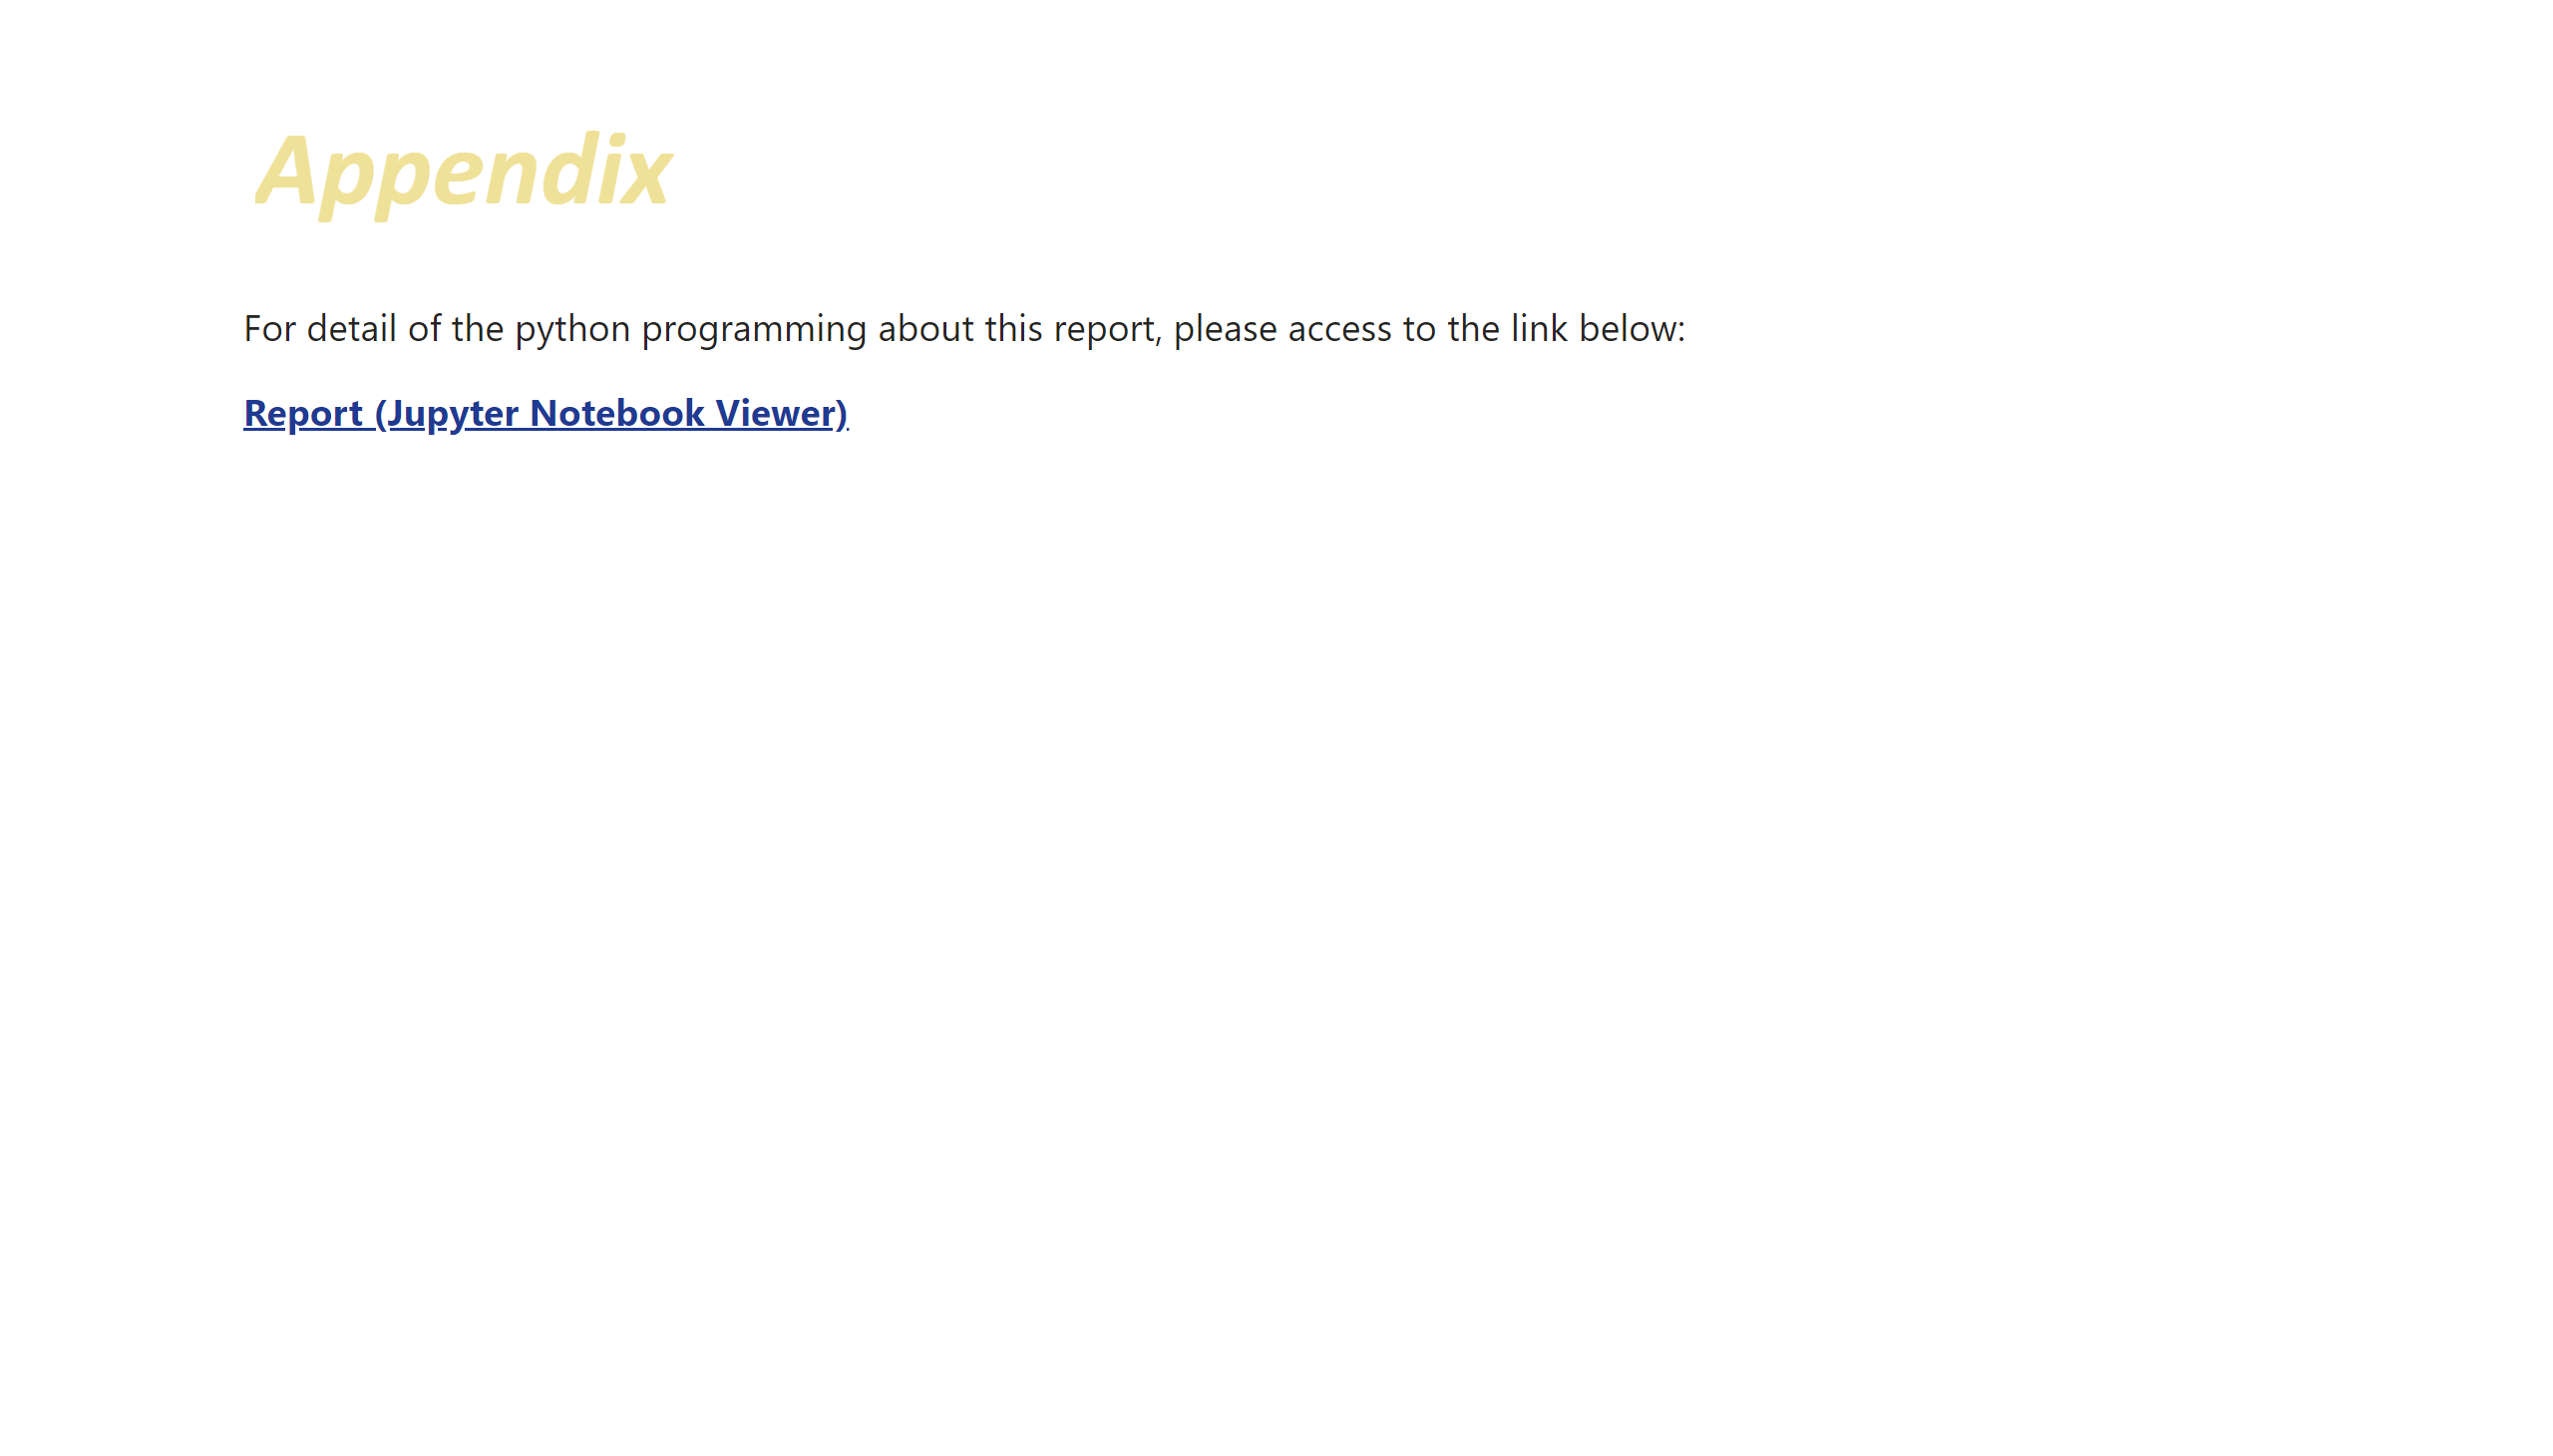 Appendix
For detail of the python programming about this report, please access to the link below:
Report (Jupyter Notebook Viewer)